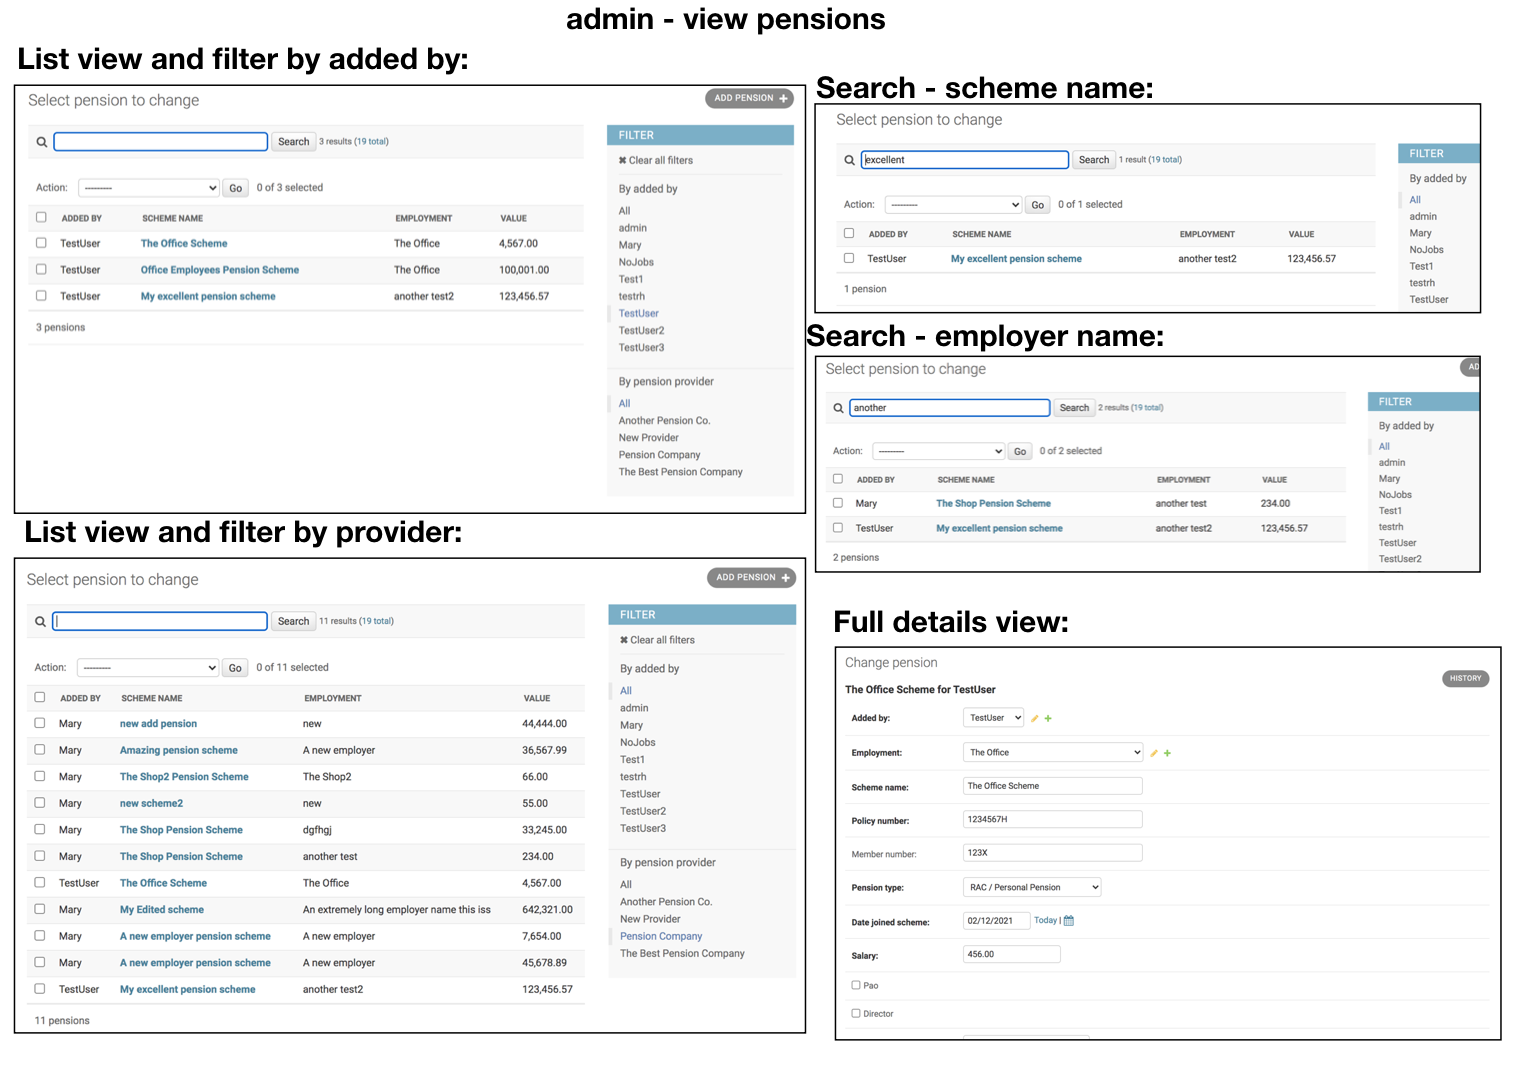 admin - view pensions
List view and filter by added by:
Select pension to change
ADD PENSION +
Search 3 results (19 total)
Action: --------- Go 0 of 3 selected
ADDED BY SCHEME NAME EMPLOYMENT VALUE
TestUser The Office Scheme The Office 4,567.00
TestUser Office Employees Pension Scheme The Office 100,001.00
TestUser My excellent pension scheme another test2 123,456.57
3 pensions
FILTER
✖ Clear all filters
By added by
All
admin
Mary
NoJobs
Test1
testrh
TestUser
TestUser2
TestUser3
By pension provider
All
Another Pension Co.
New Provider
Pension Company
The Best Pension Company
Search - scheme name:
Select pension to change
excellent Search 1 result (19 total)
Action: --------- Go 0 of 1 selected
ADDED BY SCHEME NAME EMPLOYMENT VALUE
TestUser My excellent pension scheme another test2 123,456.57
1 pension
FILTER
By added by
All
admin
Mary
NoJobs
Test1
testrh
TestUser
Search - employer name:
Select pension to change
AD
another Search 2 results (19 total)
Action: --------- Go 0 of 2 selected
ADDED BY SCHEME NAME EMPLOYMENT VALUE
Mary The Shop Pension Scheme another test 234.00
TestUser My excellent pension scheme another test2 123,456.57
2 pensions
FILTER
By added by
All
admin
Mary
NoJobs
Test1
testrh
TestUser
TestUser2
List view and filter by provider:
Select pension to change
ADD PENSION +
Search 11 results (19 total)
Action: --------- Go 0 of 11 selected
ADDED BY SCHEME NAME EMPLOYMENT VALUE
Mary new add pension new 44,444.00
Mary Amazing pension scheme A new employer 36,567.99
Mary The Shop2 Pension Scheme The Shop2 66.00
Mary new scheme2 new 55.00
Mary The Shop Pension Scheme dgfhgj 33,245.00
Mary The Shop Pension Scheme another test 234.00
TestUser The Office Scheme The Office 4,567.00
Mary My Edited scheme An extremely long employer name this iss 642,321.00
Mary A new employer pension scheme A new employer 7,654.00
Mary A new employer pension scheme A new employer 45,678.89
TestUser My excellent pension scheme another test2 123,456.57
11 pensions
FILTER
✖ Clear all filters
By added by
All
admin
Mary
NoJobs
Test1
testrh
TestUser
TestUser2
TestUser3
By pension provider
All
Another Pension Co.
New Provider
Pension Company
The Best Pension Company
Full details view:
Change pension
HISTORY
The Office Scheme for TestUser
Added by: TestUser
Employment: The Office
Scheme name: The Office Scheme
Policy number: 1234567H
Member number: 123X
Pension type: RAC / Personal Pension
Date joined scheme: 02/12/2021 Today |
Salary: 456.00
Pao
Director